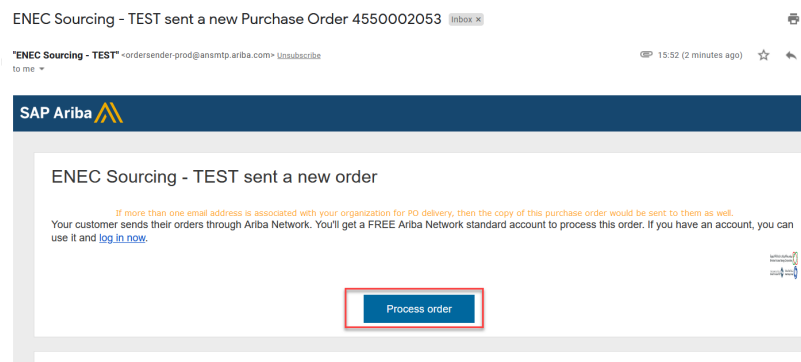 ENEC Sourcing - TEST sent a new Purchase Order 4550002053 Inbox ×
"ENEC Sourcing - TEST" <ordersender-prod@ansmtp.ariba.com> Unsubscribe
15:52 (2 minutes ago)
to me
SAP Ariba
ENEC Sourcing - TEST sent a new order
If more than one email address is associated with your organization for PO delivery, then the copy of this purchase order would be sent to them as well.
Your customer sends their orders through Ariba Network. You'll get a FREE Ariba Network standard account to process this order. If you have an account, you can
use it and log in now.
Process order